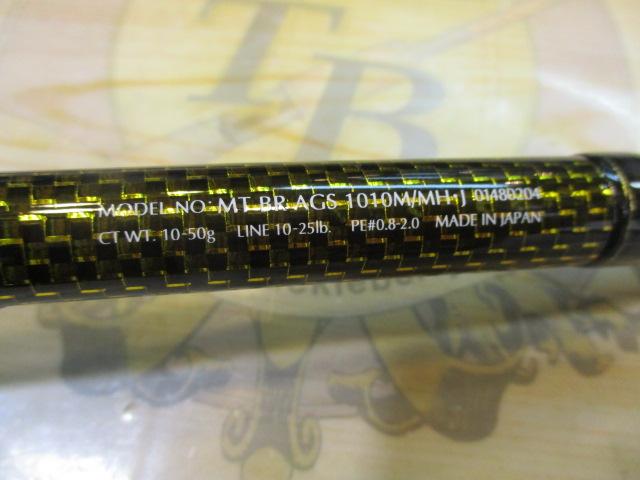 TB
MODEL NO: MT BR AGS 1010M/MH·J 01480204
CT WT. 10-50g LINE 10-25lb. PE#0.8-2.0 MADE IN JAPAN